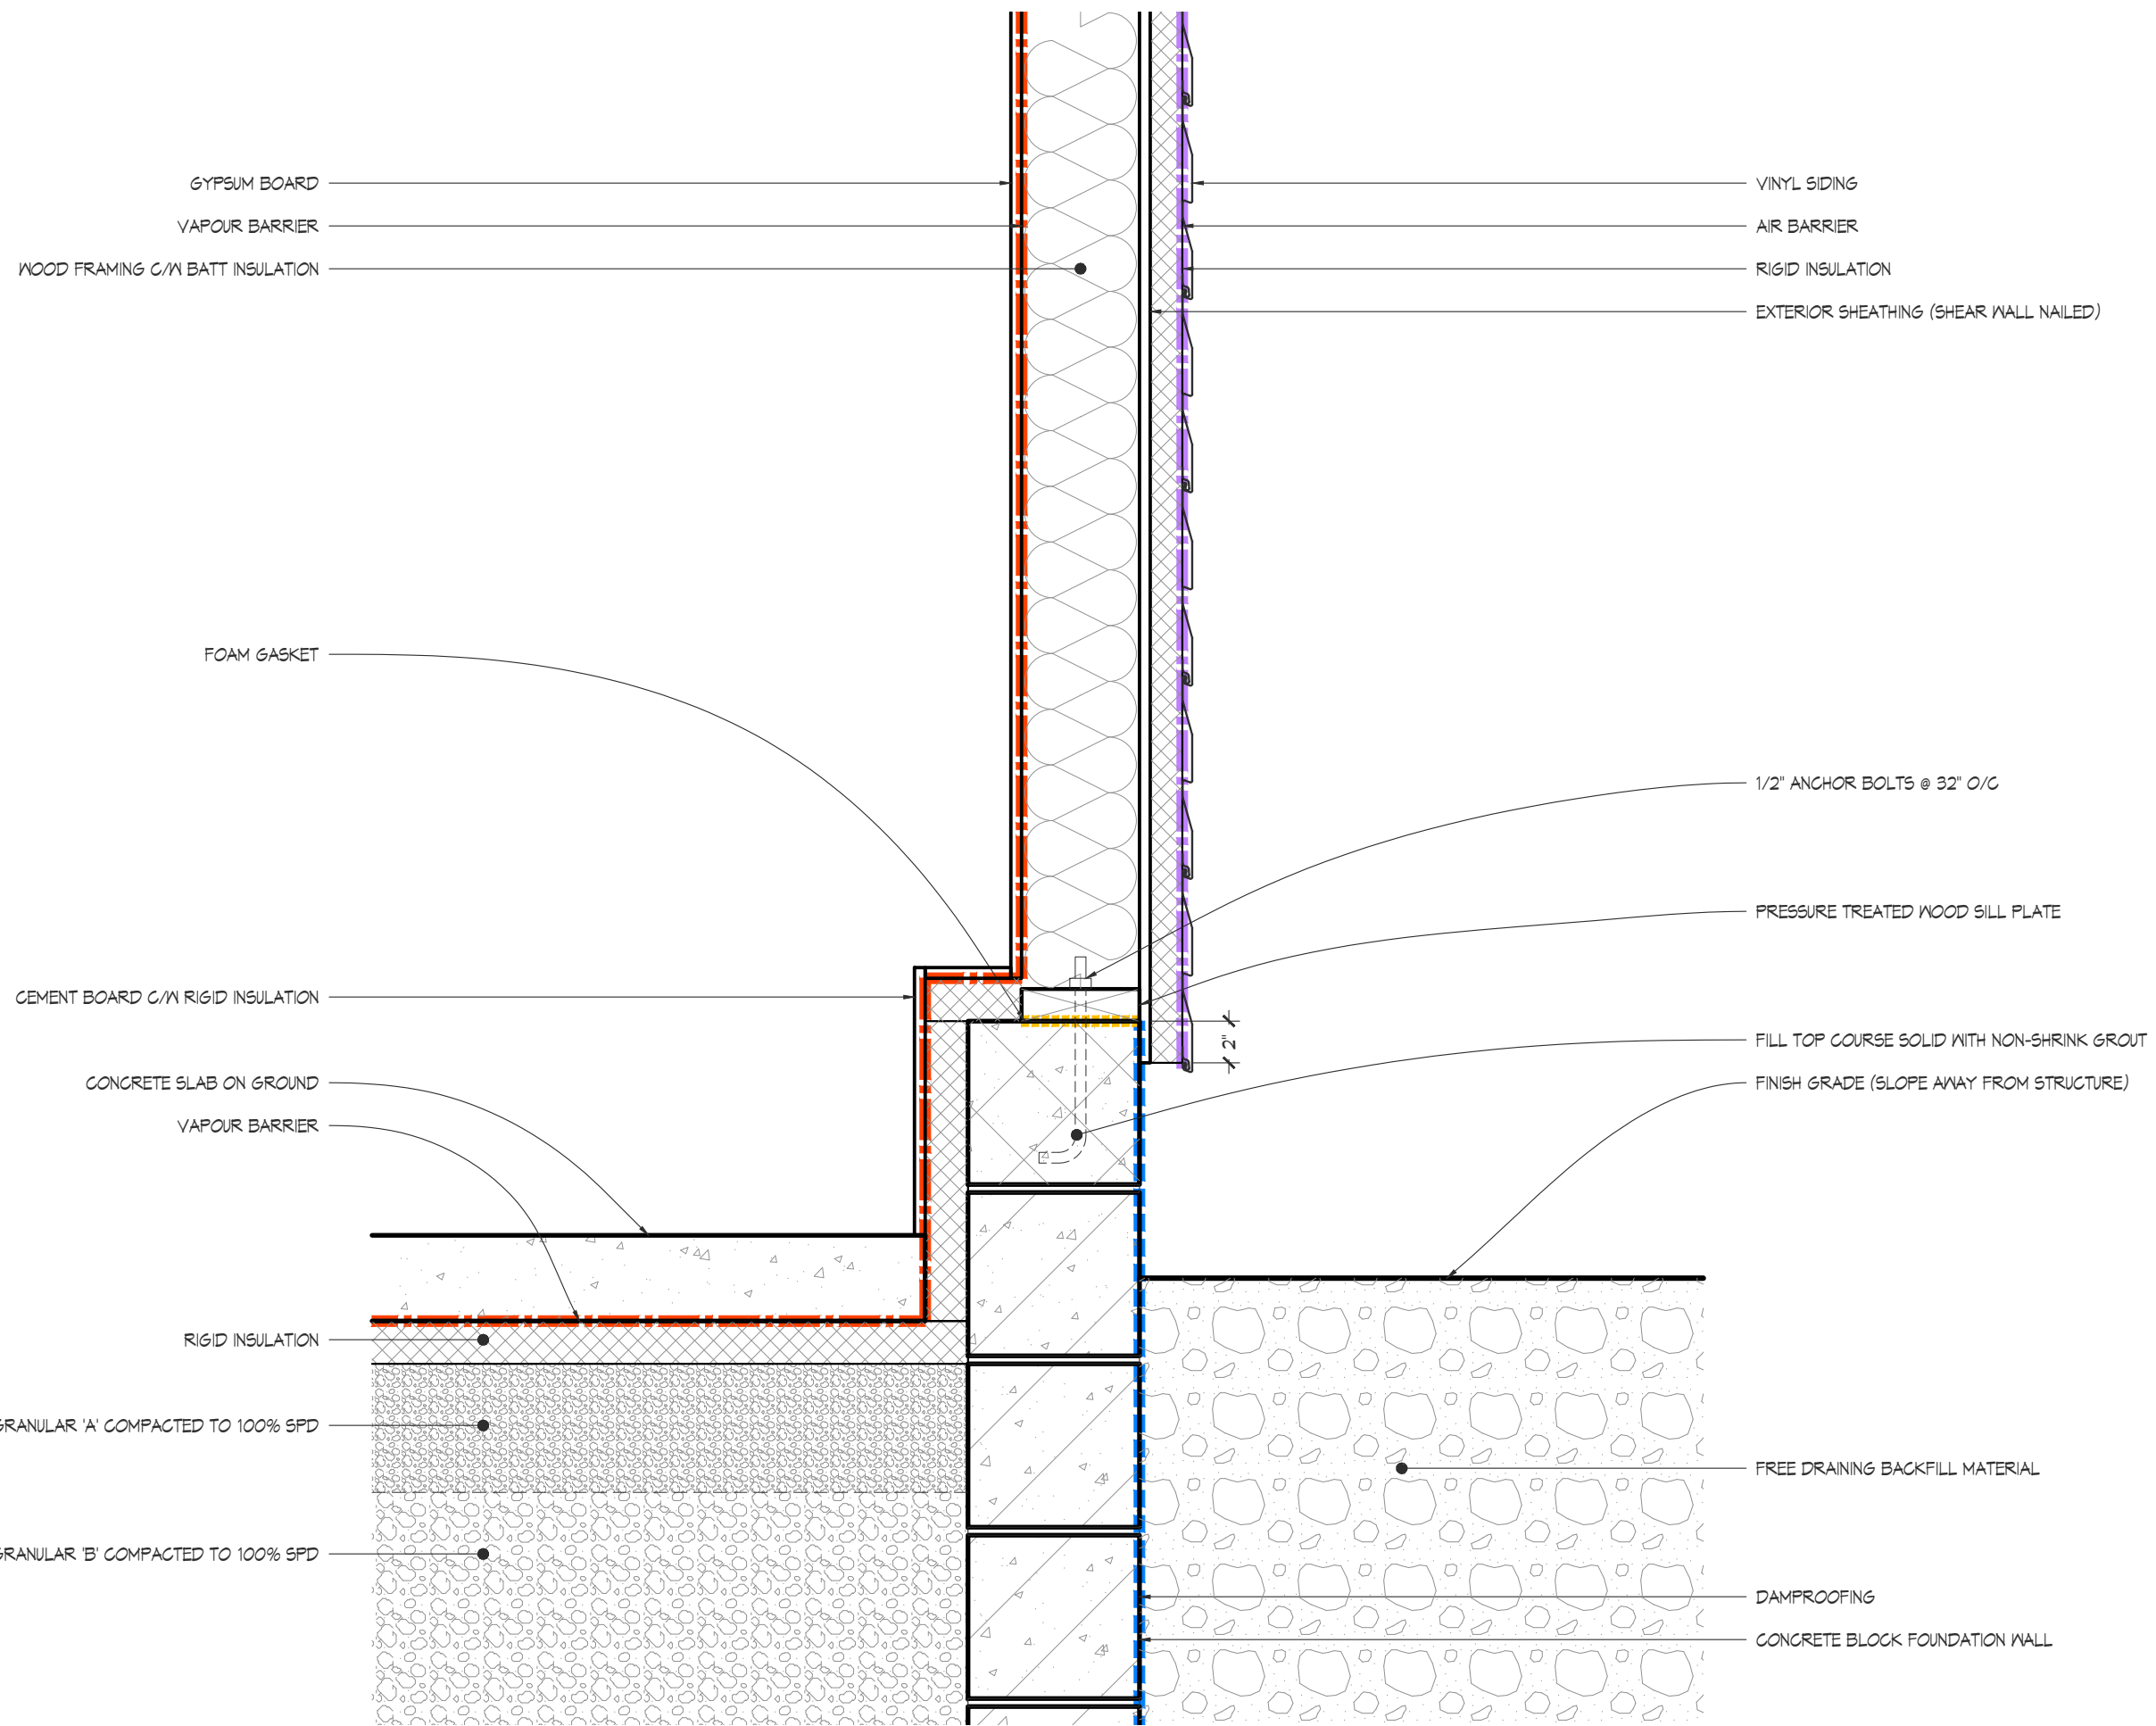 GYPSUM BOARD
VAPOUR BARRIER
WOOD FRAMING C/W BATT INSULATION
FOAM GASKET
CEMENT BOARD C/W RIGID INSULATION
CONCRETE SLAB ON GROUND
VAPOUR BARRIER
RIGID INSULATION
GRANULAR 'A' COMPACTED TO 100% SPD
GRANULAR 'B' COMPACTED TO 100% SPD
VINYL SIDING
AIR BARRIER
RIGID INSULATION
EXTERIOR SHEATHING (SHEAR WALL NAILED)
1/2" ANCHOR BOLTS @ 32" O/C
PRESSURE TREATED WOOD SILL PLATE
2"
FILL TOP COURSE SOLID WITH NON-SHRINK GROUT
FINISH GRADE (SLOPE AWAY FROM STRUCTURE)
FREE DRAINING BACKFILL MATERIAL
DAMPROOFING
CONCRETE BLOCK FOUNDATION WALL